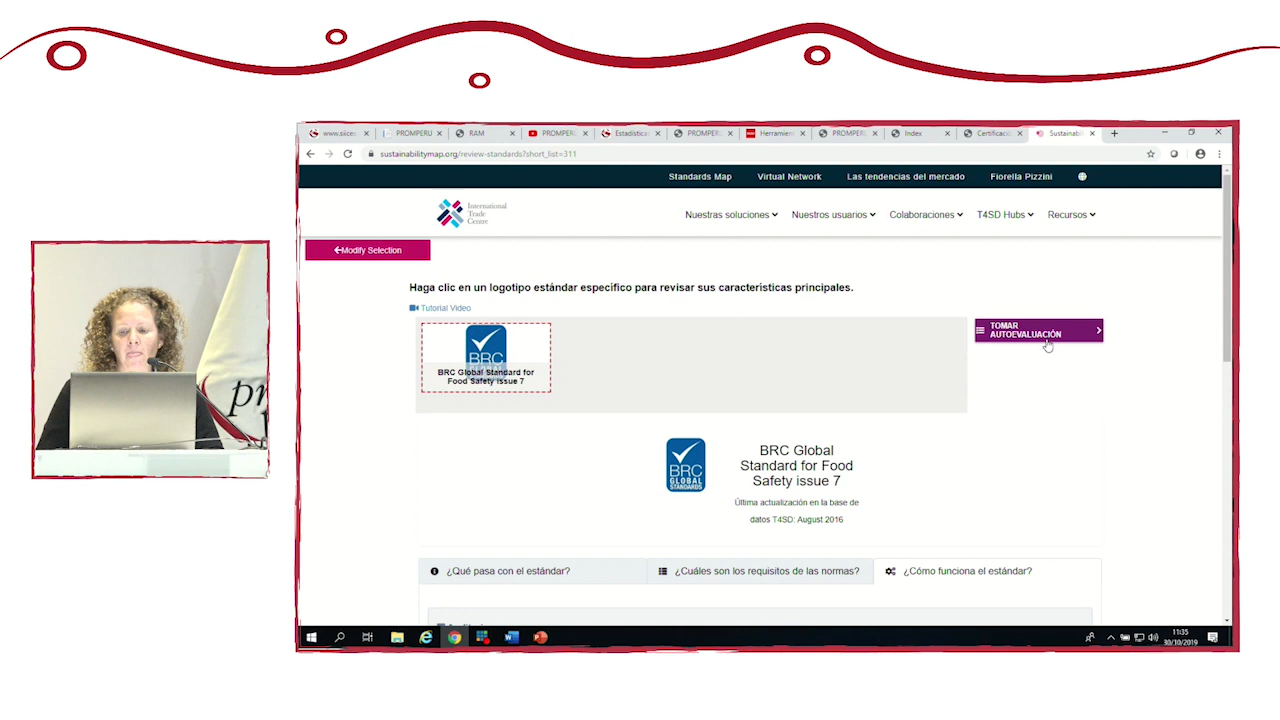 www.siicex
PROMPERU
RAM
PROMPERU
Estadísticas
PROMPERU
Herramien
PROMPERU
Index
Certificació
Sustainabil
sustainabilitymap.org/review-standards?short_list=311
Standards Map
Virtual Network
Las tendencias del mercado
Fiorella Pizzini
International
Trade
Centre
Nuestras soluciones
Nuestros usuarios
Colaboraciones
T4SD Hubs
Recursos
Modify Selection
Haga clic en un logotipo estándar específico para revisar sus características principales.
Tutorial Video
BRC
BRC Global Standard for
Food Safety issue 7
TOMAR
AUTOEVALUACIÓN
BRC
GLOBAL
STANDARDS
BRC Global
Standard for Food
Safety issue 7
Última actualización en la base de
datos T4SD: August 2016
¿Qué pasa con el estándar?
¿Cuáles son los requisitos de las normas?
¿Cómo funciona el estándar?
11:35
30/10/2019